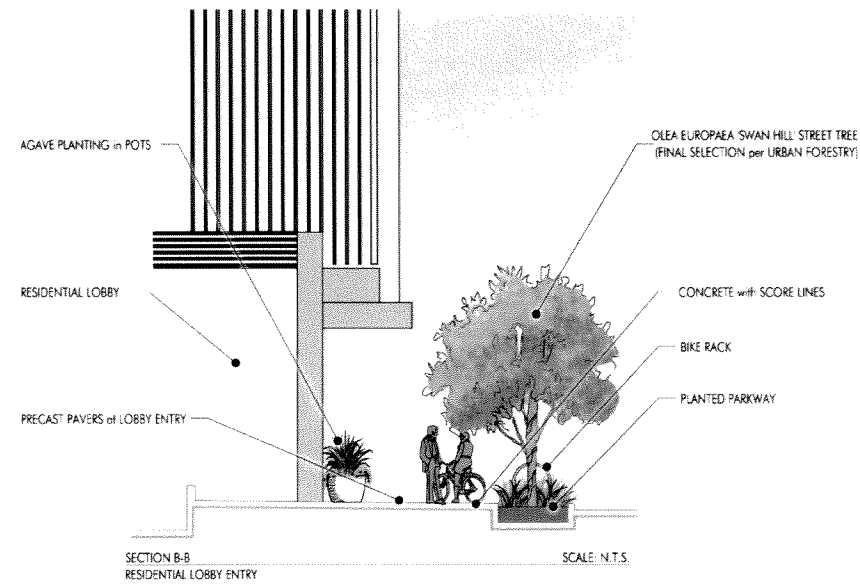 AGAVE PLANTING in POTS
OLEA EUROPAEA 'SWAN HILL' STREET TREE
(FINAL SELECTION per URBAN FORESTRY)
RESIDENTIAL LOBBY
CONCRETE with SCORE LINES
BIKE RACK
PLANTED PARKWAY
PRECAST PAVERS at LOBBY ENTRY
SECTION B-B
SCALE: N.T.S.
RESIDENTIAL LOBBY ENTRY